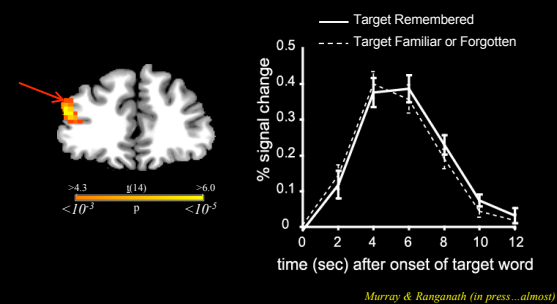 Target Remembered
Target Familiar or Forgotten
% signal change
0.5
0.4
0.3
0.2
0.1
0
0 2 4 6 8 10 12
time (sec) after onset of target word
>4.3 t(14) >6.0
<10-3 p <10-5
Murray & Ranganath (in press…almost)